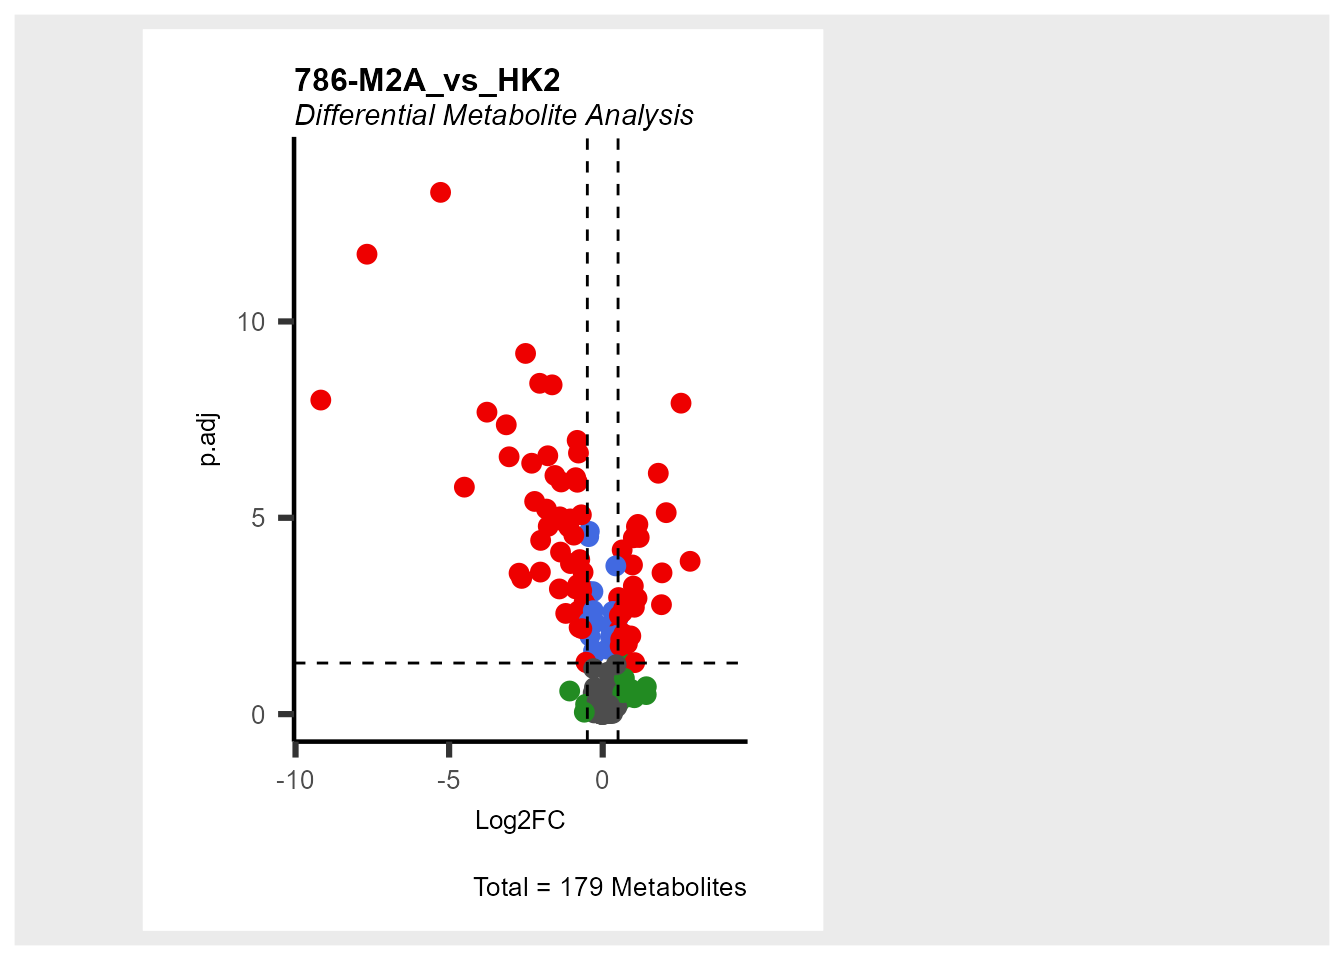 786-M2A_vs_HK2
Differential Metabolite Analysis
10
5
0
p.adj
-10
-5
0
Log2FC
Total = 179 Metabolites